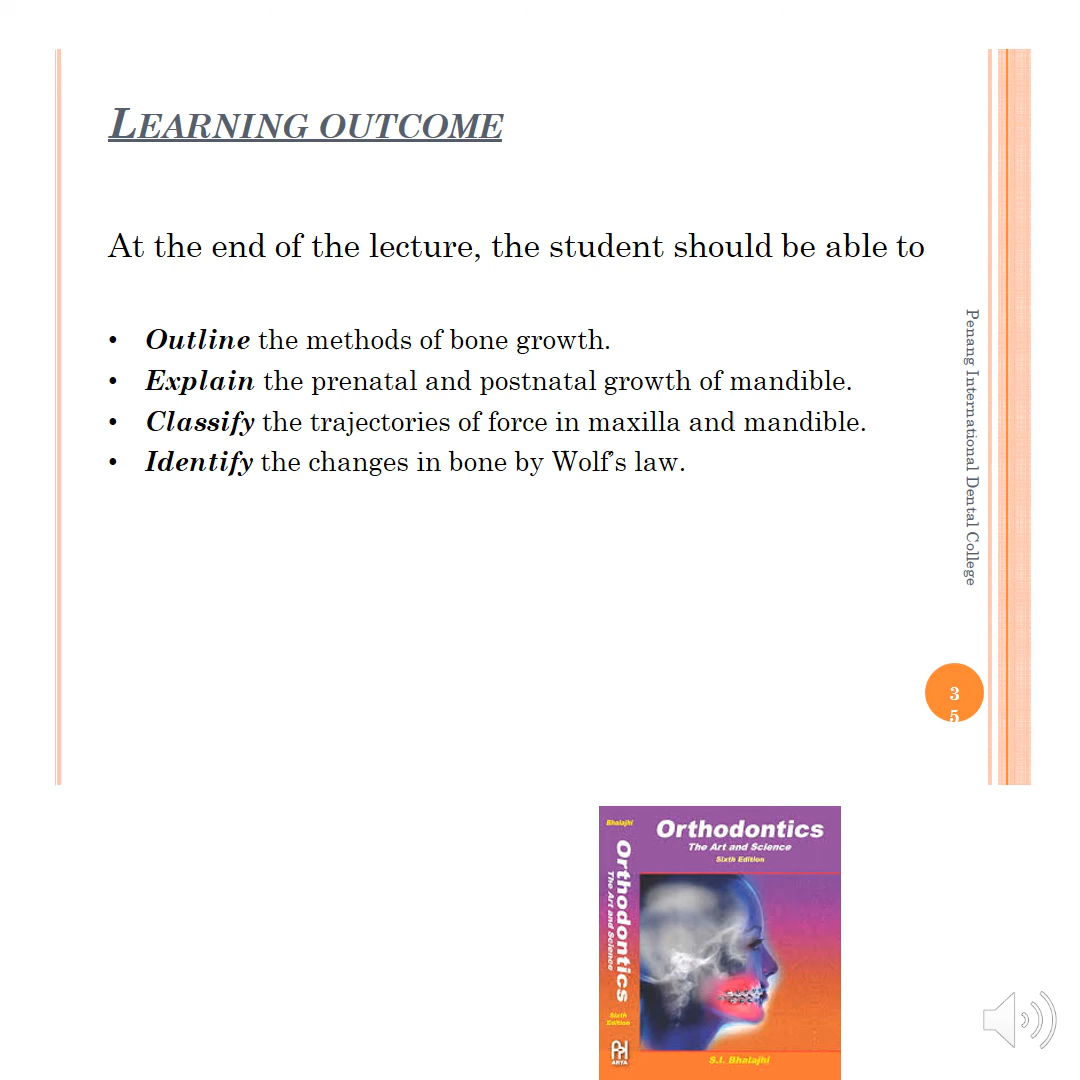 LEARNING OUTCOME
At the end of the lecture, the student should be able to
• Outline the methods of bone growth.
• Explain the prenatal and postnatal growth of mandible.
• Classify the trajectories of force in maxilla and mandible.
• Identify the changes in bone by Wolf's law.
Penang International Dental College
3
5
Bhalajhi
Orthodontics
The Art and Science
Sixth
Edition
ARYA
Orthodontics
The Art and Science
Sixth Edition
S.I. Bhalajhi